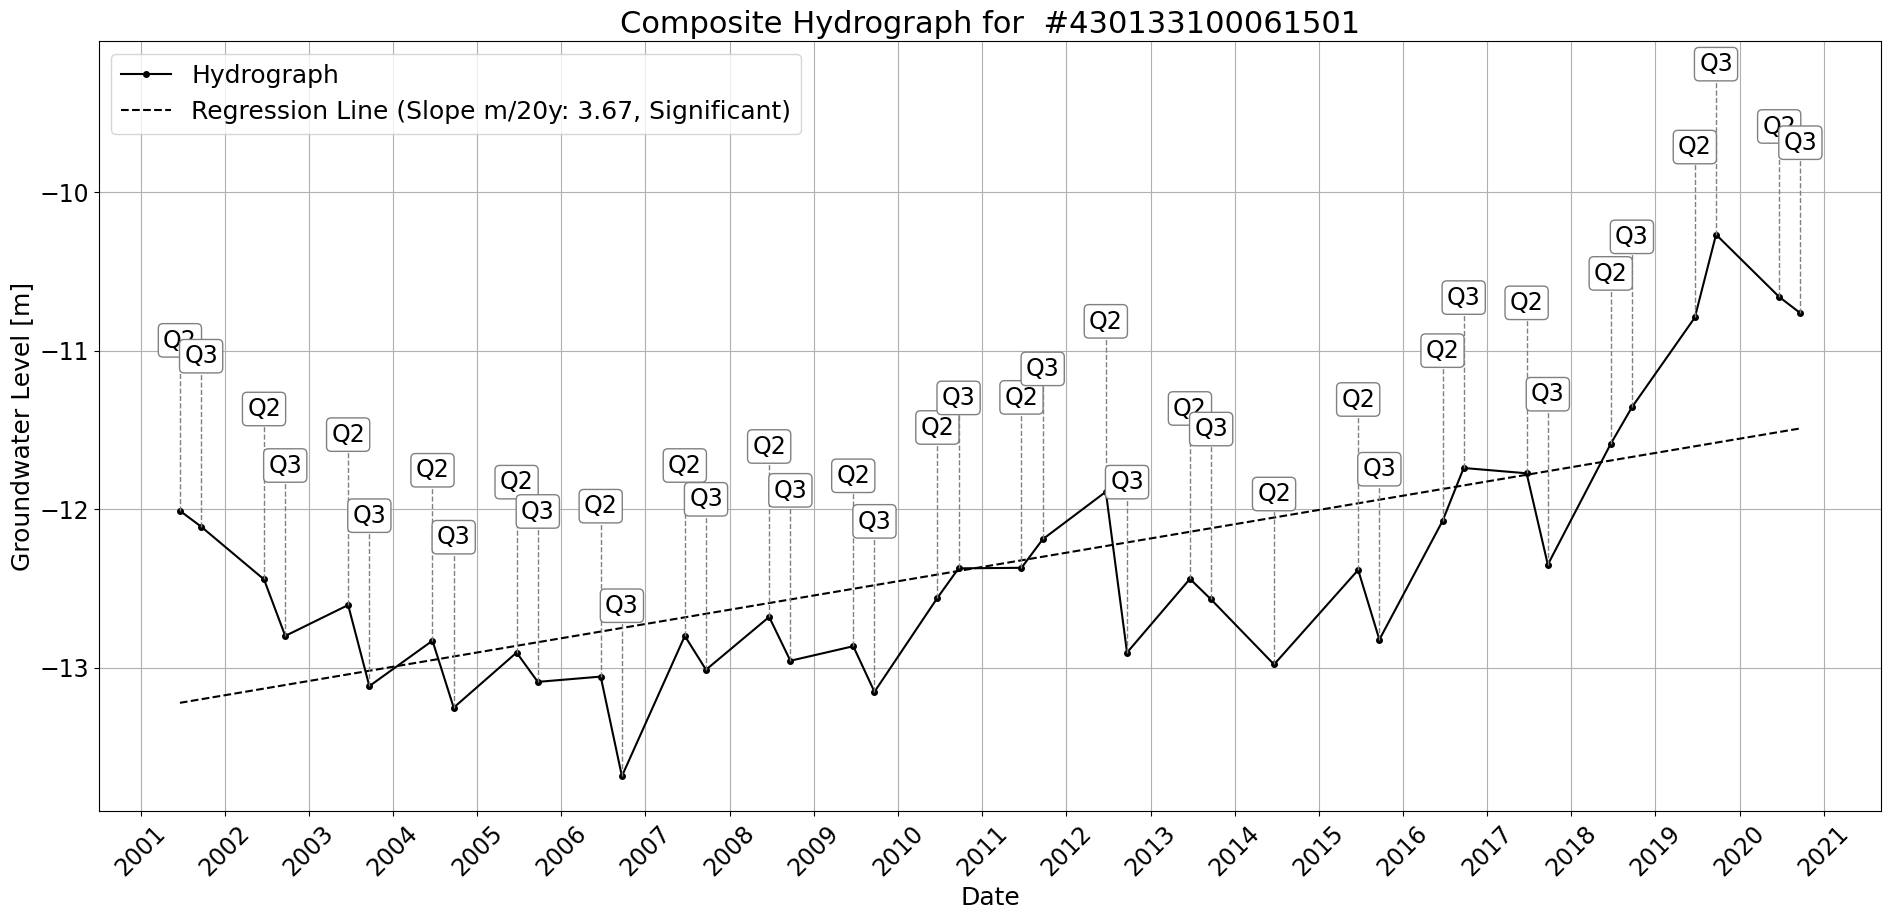 Composite Hydrograph for  #430133100061501
Hydrograph
Regression Line (Slope m/20y: 3.67, Significant)
Groundwater Level [m]
−10
−11
−12
−13
Q2
Q3
Q2
Q3
Q2
Q3
Q2
Q3
Q2
Q3
Q2
Q3
Q2
Q3
Q2
Q3
Q2
Q3
Q2
Q3
Q2
Q3
Q2
Q3
Q2
Q3
Q2
Q2
Q3
Q2
Q3
Q2
Q3
Q2
Q3
Q2
Q3
Q2
Q3
2001
2002
2003
2004
2005
2006
2007
2008
2009
2010
2011
2012
2013
2014
2015
2016
2017
2018
2019
2020
2021
Date